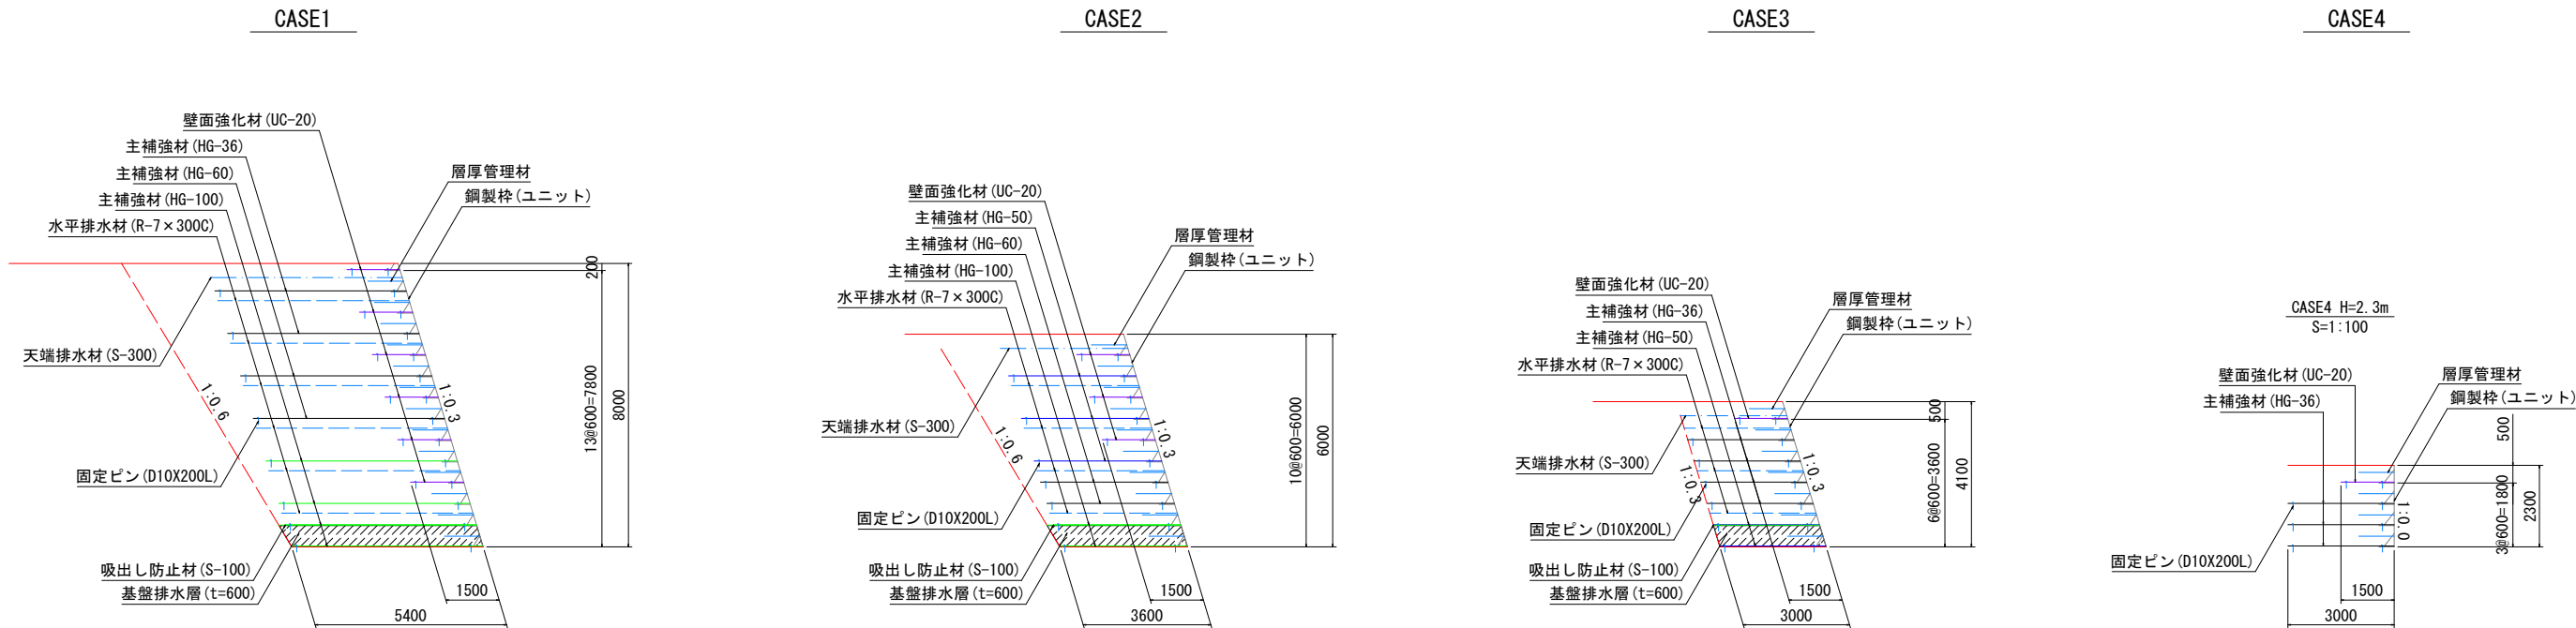 CASE1
壁面強化材(UC-20)
主補強材(HG-36)
主補強材(HG-60)
主補強材(HG-100)
水平排水材(R-7×300C)
層厚管理材
鋼製枠(ユニット)
天端排水材(S-300)
固定ピン(D10X200L)
吸出し防止材(S-100)
基盤排水層(t=600)
1:0.6
1:0.3
200
13@600=7800
8000
1500
5400
CASE2
壁面強化材(UC-20)
主補強材(HG-50)
主補強材(HG-60)
主補強材(HG-100)
水平排水材(R-7×300C)
層厚管理材
鋼製枠(ユニット)
天端排水材(S-300)
固定ピン(D10X200L)
吸出し防止材(S-100)
基盤排水層(t=600)
1:0.6
1:0.3
10@600=6000
6000
1500
3600
CASE3
壁面強化材(UC-20)
主補強材(HG-36)
主補強材(HG-50)
水平排水材(R-7×300C)
層厚管理材
鋼製枠(ユニット)
天端排水材(S-300)
固定ピン(D10X200L)
吸出し防止材(S-100)
基盤排水層(t=600)
1:0.3
1:0.3
500
6@600=3600
4100
1500
3000
CASE4
CASE4 H=2.3m
S=1:100
壁面強化材(UC-20)
主補強材(HG-36)
層厚管理材
鋼製枠(ユニット)
固定ピン(D10X200L)
1:0.0
500
3@600=1800
2300
1500
3000